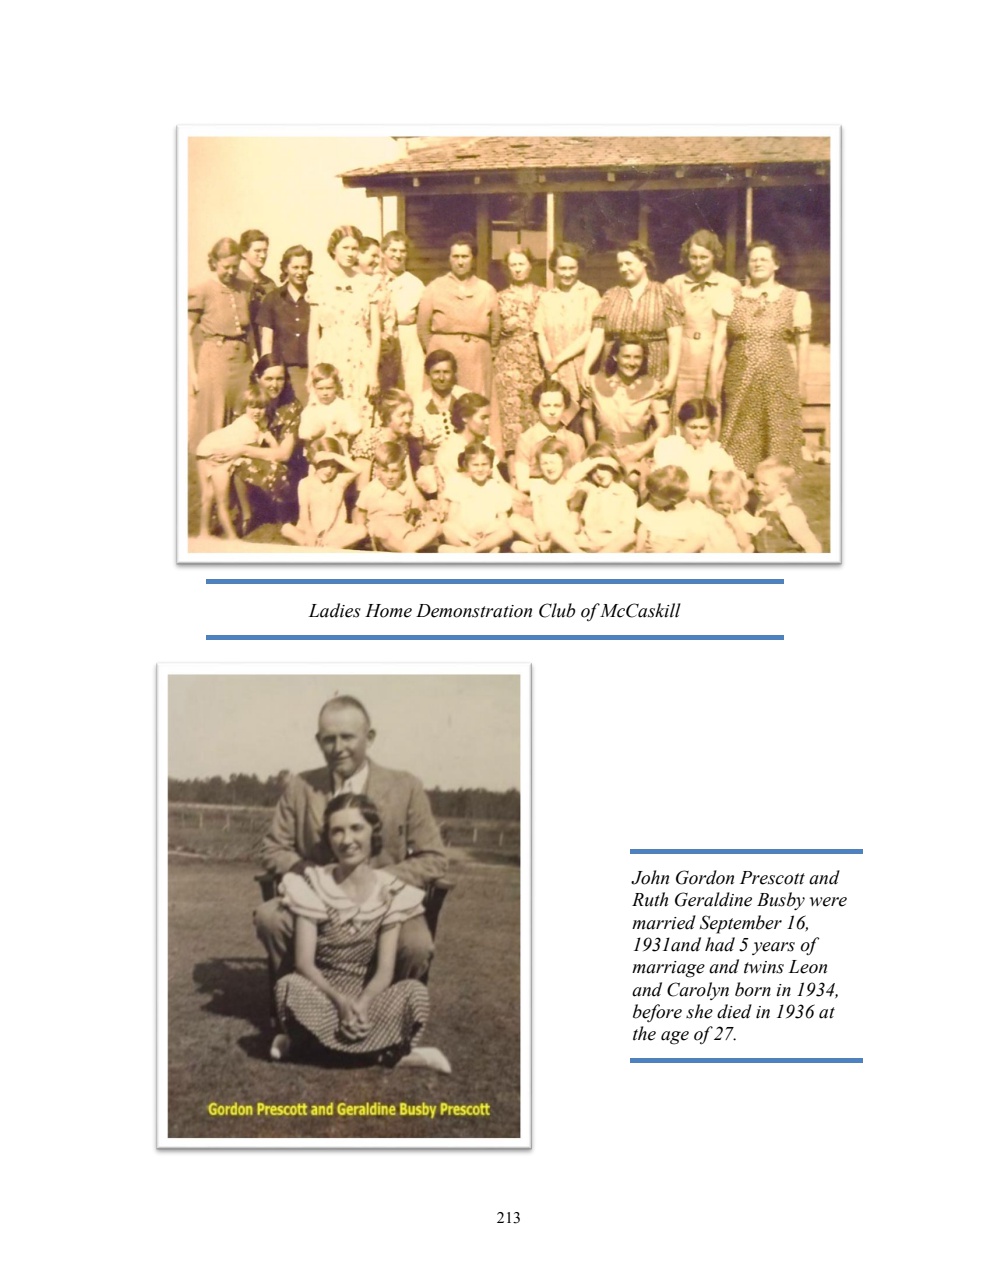 Ladies Home Demonstration Club of McCaskill
John Gordon Prescott and
Ruth Geraldine Busby were
married September 16,
1931and had 5 years of
marriage and twins Leon
and Carolyn born in 1934,
before she died in 1936 at
the age of 27.
Gordon Prescott and Geraldine Busby Prescott
213